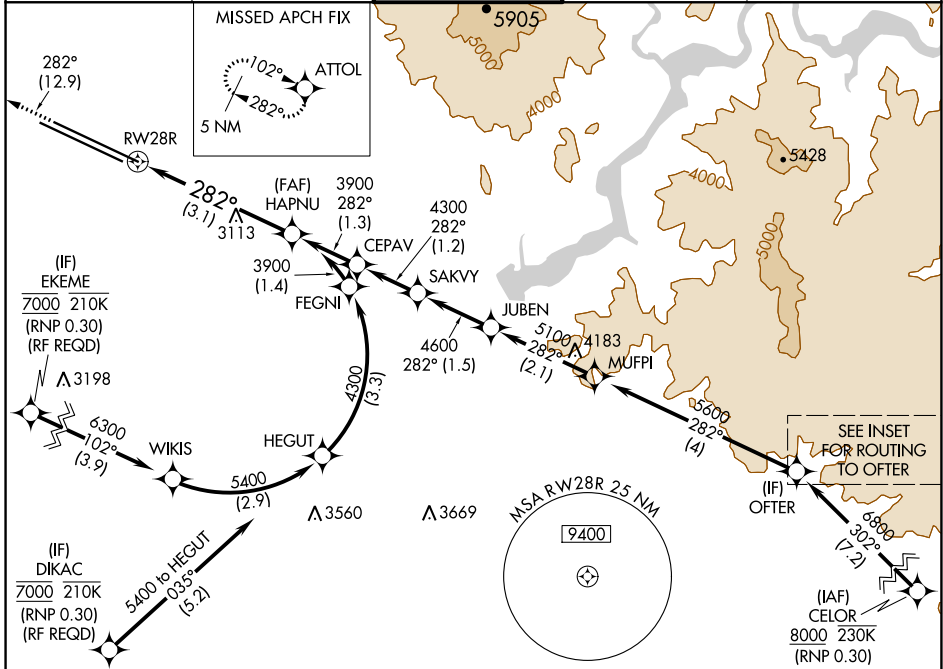 MISSED APCH FIX
102°
ATTOL
282°
5 NM
5905
5000
4000
282°
(12.9)
RW28R
282°
(3.1)
3113
(FAF)
HAPNU
3900
282°
(1.3)
CEPAV
4300
282°
(1.2)
SAKVY
3900
(1.4)
FEGNI
JUBEN
4600
282° (1.5)
5100
282°
(2.1)
4183
MUFPI
5428
4000
5000
5600
282°
(4)
SEE INSET
FOR ROUTING
TO OFTER
(IF)
OFTER
6800
302°
(7.2)
(IAF)
CELOR
8000 230K
(RNP 0.30)
(IF)
EKEME
7000 210K
(RNP 0.30)
(RF REQD)
3198
6300
102°
(3.9)
WIKIS
5400
(2.9)
HEGUT
4300
(3.3)
3560
3669
5400 to HEGUT
035°
(5.2)
(IF)
DIKAC
7000 210K
(RNP 0.30)
(RF REQD)
MSA RW28R 25 NM
9400